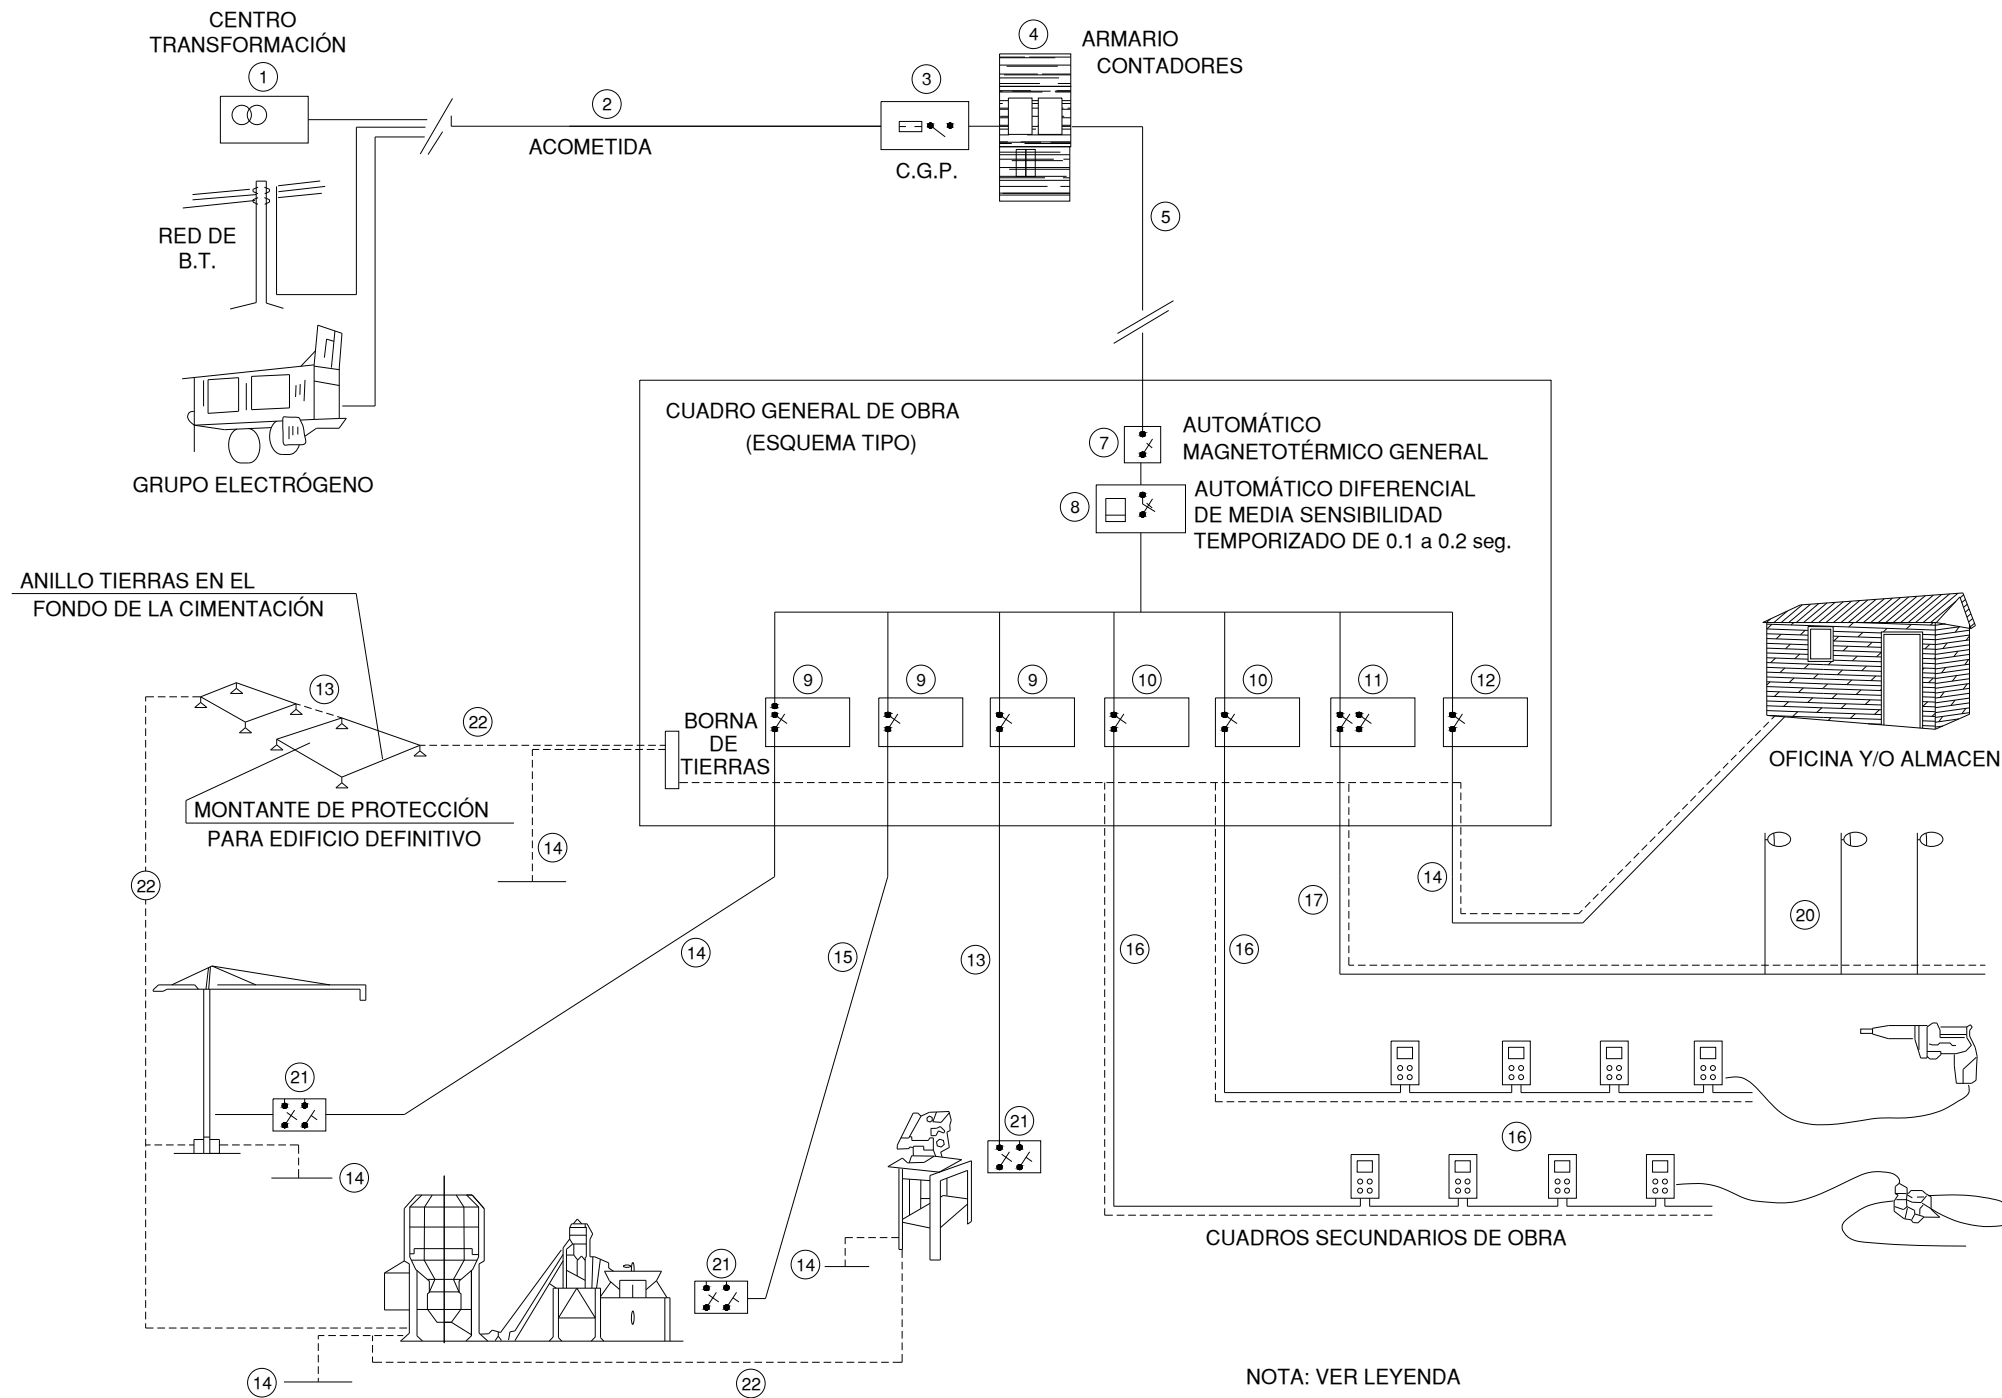 CENTRO
TRANSFORMACIÓN
1
2
ACOMETIDA
3
C.G.P.
4
ARMARIO
CONTADORES
5
RED DE
B.T.
GRUPO ELECTRÓGENO
CUADRO GENERAL DE OBRA
(ESQUEMA TIPO)
7
AUTOMÁTICO
MAGNETOTÉRMICO GENERAL
8
AUTOMÁTICO DIFERENCIAL
DE MEDIA SENSIBILIDAD
TEMPORIZADO DE 0.1 a 0.2 seg.
ANILLO TIERRAS EN EL
FONDO DE LA CIMENTACIÓN
13
22
BORNA
DE
TIERRAS
9
9
9
10
10
11
12
OFICINA Y/O ALMACEN
MONTANTE DE PROTECCIÓN
PARA EDIFICIO DEFINITIVO
14
22
14
15
13
16
16
17
14
20
21
14
21
16
14
21
CUADROS SECUNDARIOS DE OBRA
14
22
NOTA: VER LEYENDA